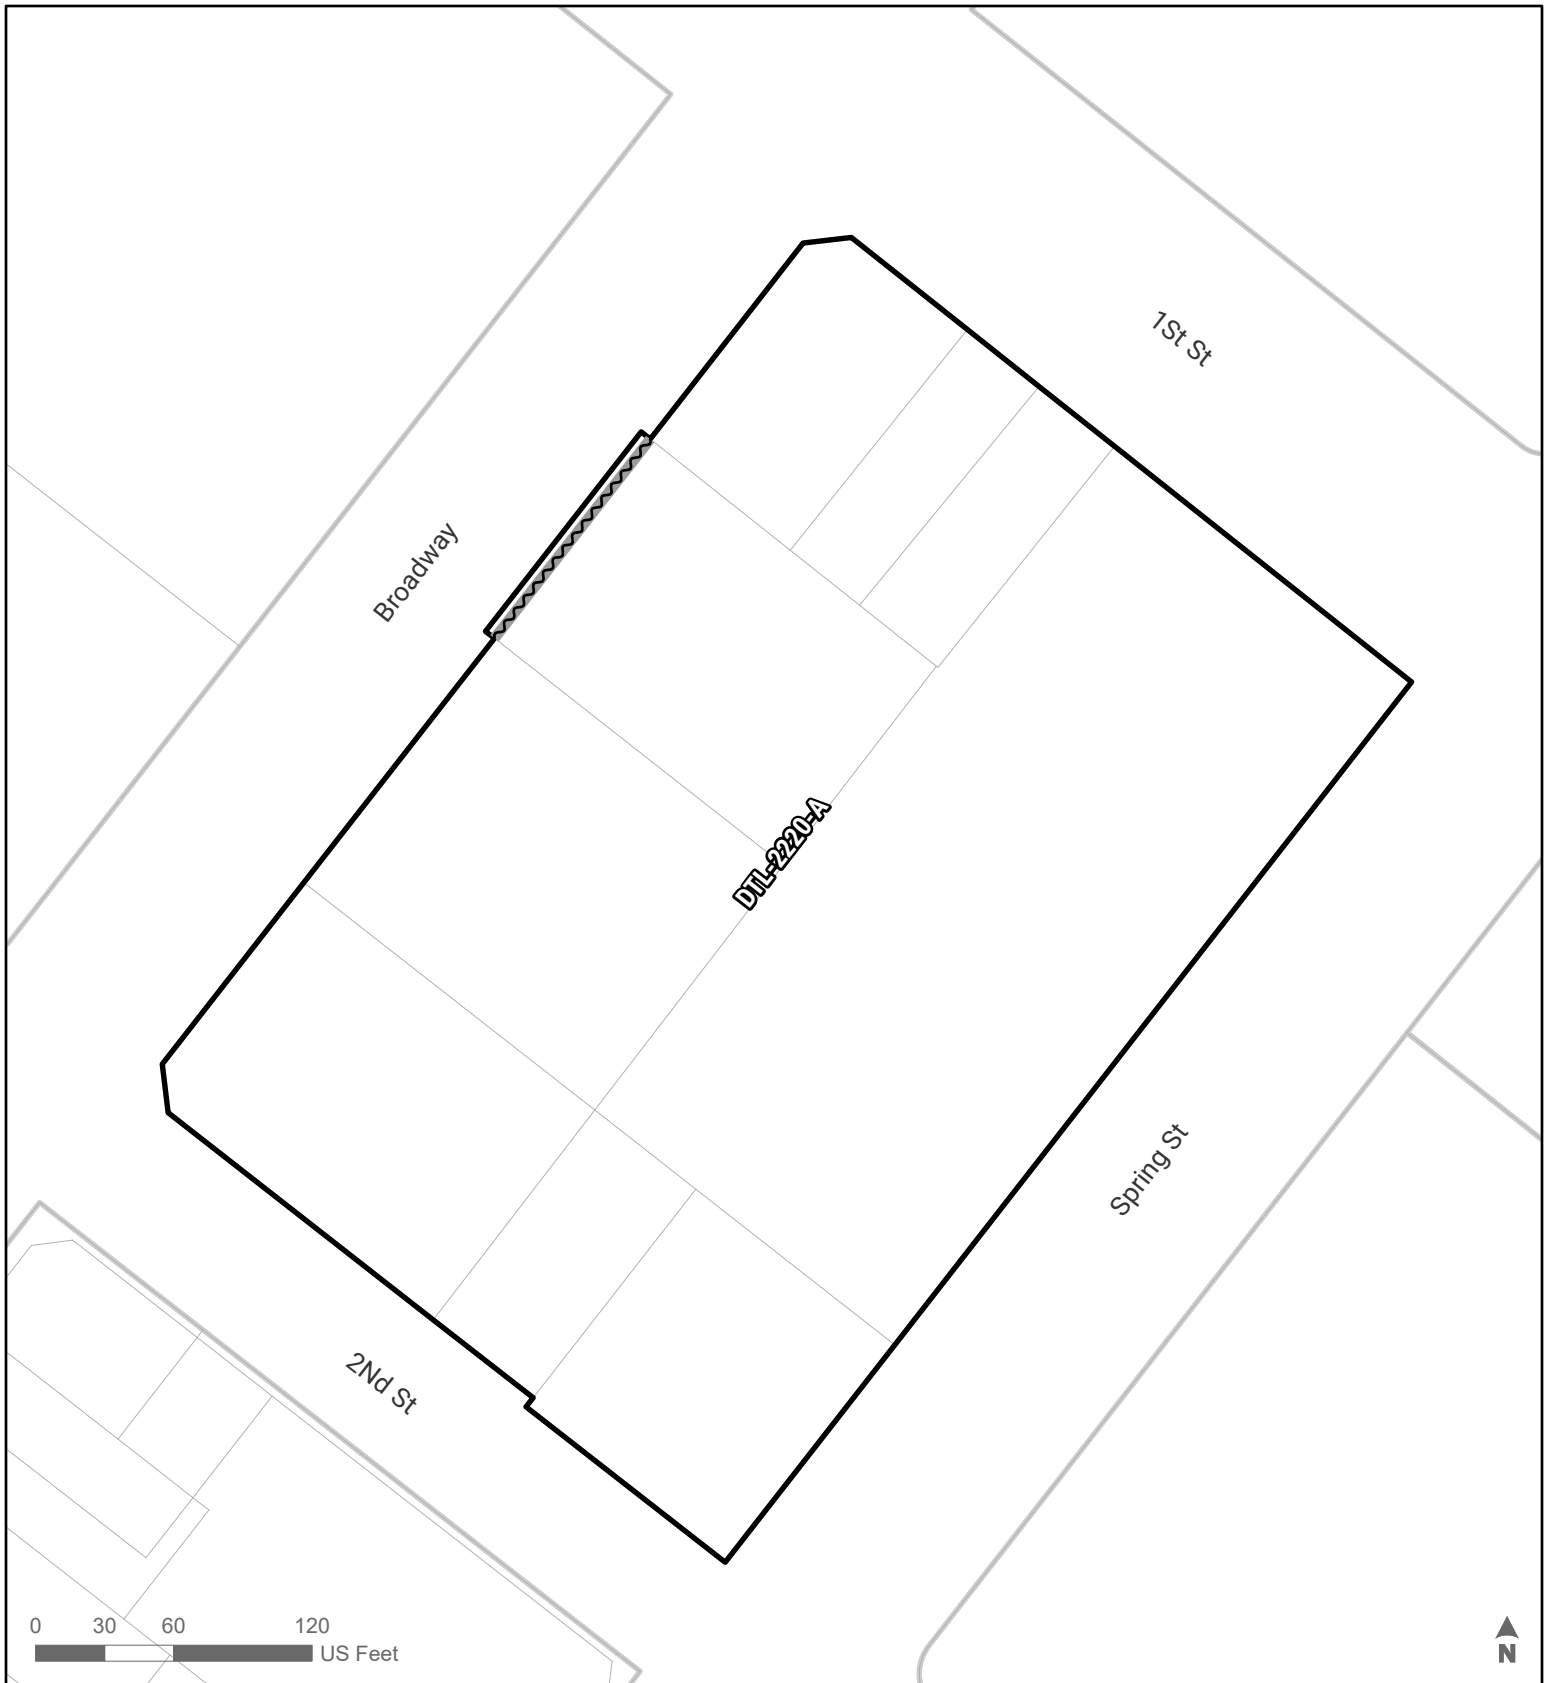 1St St
Broadway
DTL-2220-A
Spring St
2Nd St
0 30 60 120
US Feet
N